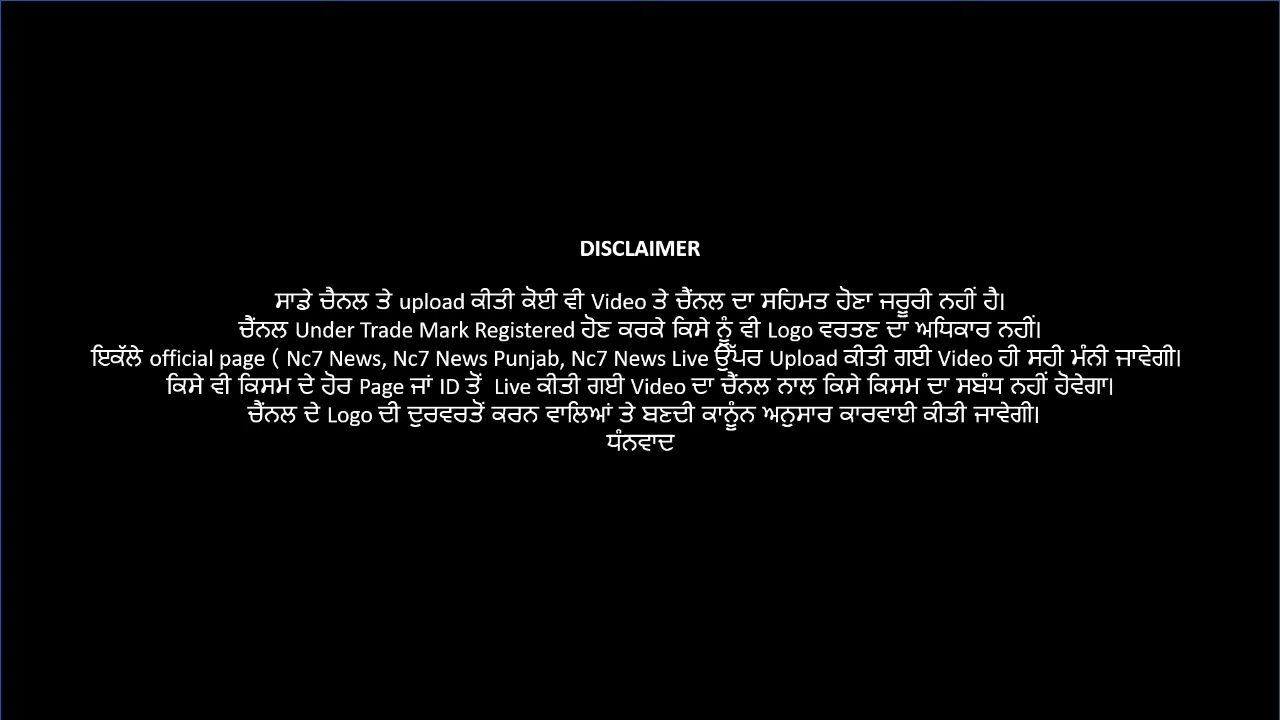 DISCLAIMER
ਸਾਡੇ ਚੈਨਲ ਤੇ upload ਕੀਤੀ ਕੋਈ ਵੀ Video ਤੇ ਚੈਂਨਲ ਦਾ ਸਹਿਮਤ ਹੋਣਾ ਜਰੂਰੀ ਨਹੀਂ ਹੈ।
ਚੈਂਨਲ Under Trade Mark Registered ਹੋਣ ਕਰਕੇ ਕਿਸੇ ਨੂੰ ਵੀ Logo ਵਰਤਣ ਦਾ ਅਧਿਕਾਰ ਨਹੀਂ।
ਇਕੱਲੇ official page ( Nc7 News, Nc7 News Punjab, Nc7 News Live ਉੱਪਰ Upload ਕੀਤੀ ਗਈ Video ਹੀ ਸਹੀ ਮੰਨੀ ਜਾਵੇਗੀ।
ਕਿਸੇ ਵੀ ਕਿਸਮ ਦੇ ਹੋਰ Page ਜਾਂ ID ਤੋਂ Live ਕੀਤੀ ਗਈ Video ਦਾ ਚੈਂਨਲ ਨਾਲ ਕਿਸੇ ਕਿਸਮ ਦਾ ਸਬੰਧ ਨਹੀਂ ਹੋਵੇਗਾ।
ਚੈਂਨਲ ਦੇ Logo ਦੀ ਦੁਰਵਰਤੋਂ ਕਰਨ ਵਾਲਿਆਂ ਤੇ ਬਣਦੀ ਕਾਨੂੰਨ ਅਨੁਸਾਰ ਕਾਰਵਾਈ ਕੀਤੀ ਜਾਵੇਗੀ।
ਧੰਨਵਾਦ